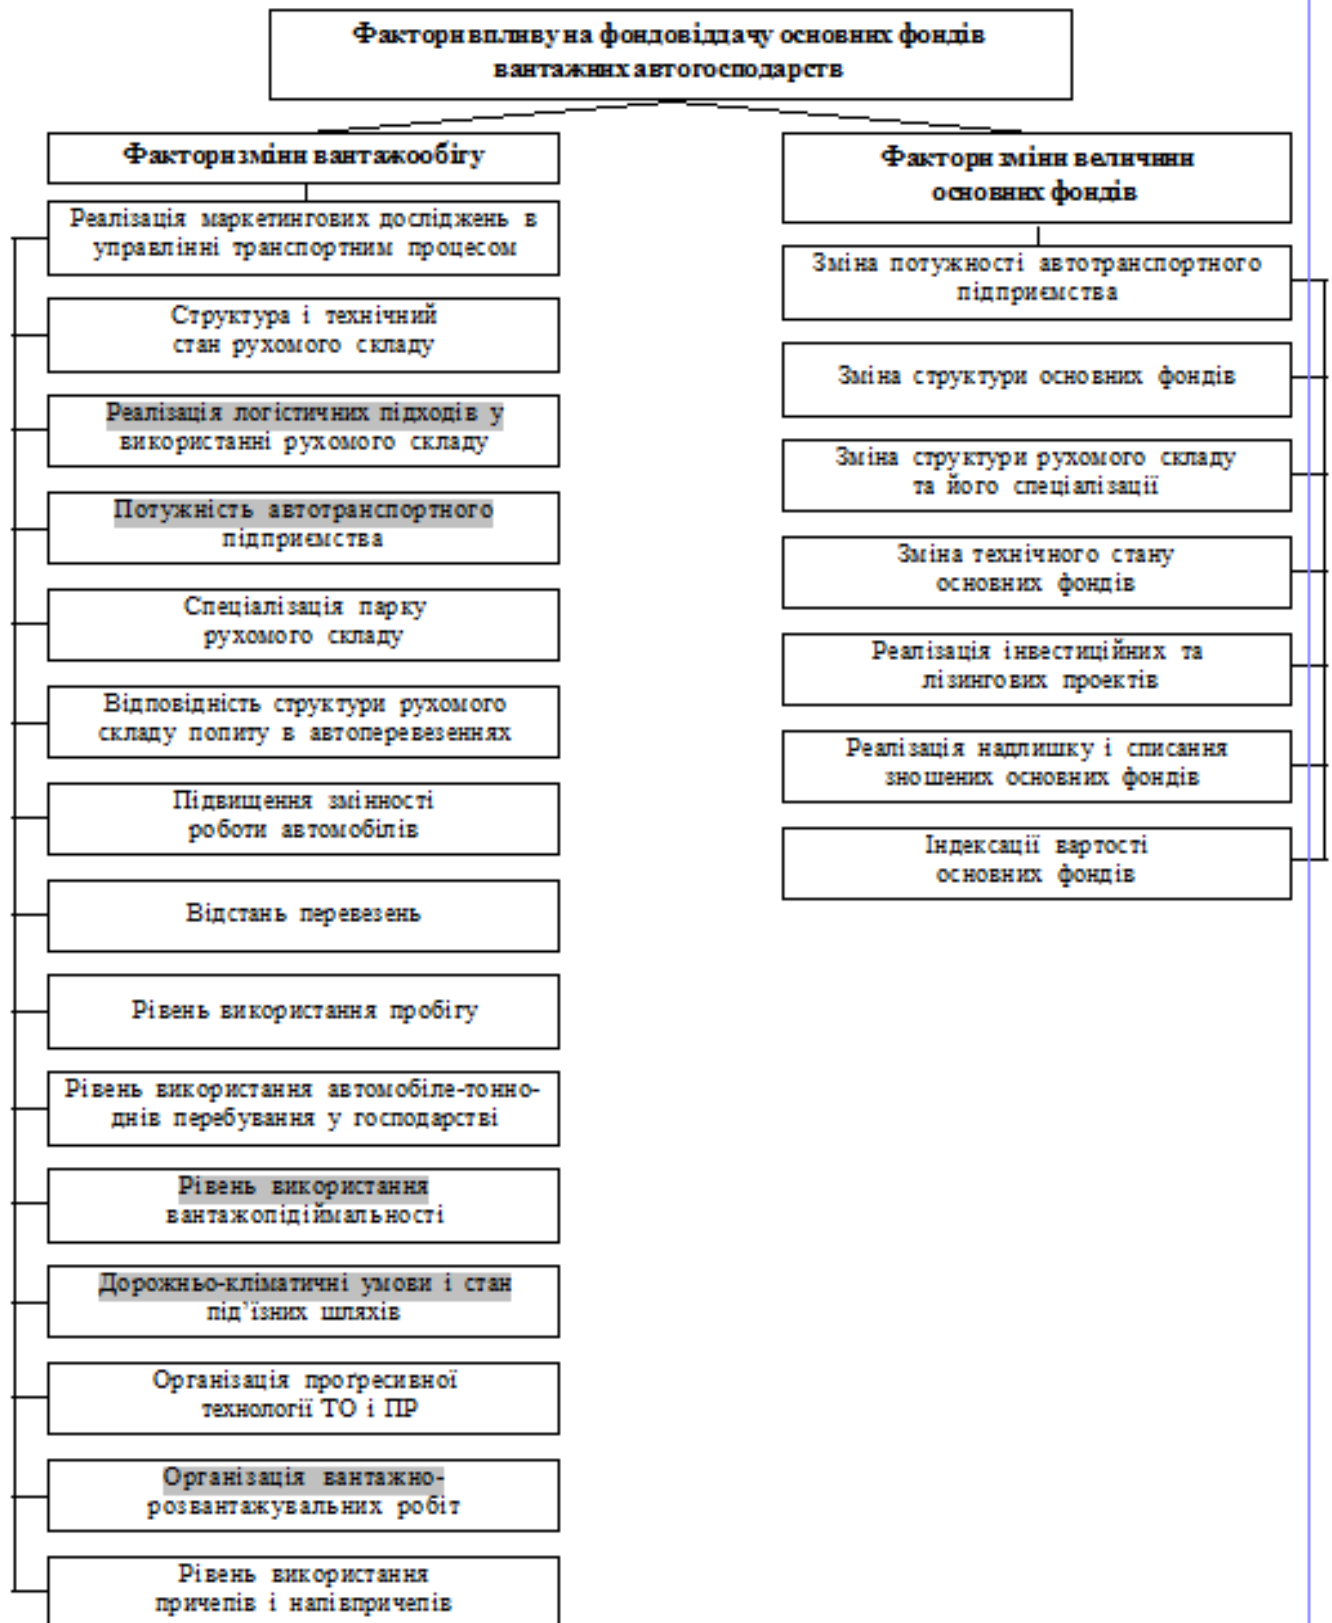 Фактори впливу на фондовіддачу основних фондів
вантажних автогосподарств
Фактори зміни вантажообігу
Реалізація маркетингових досліджень в
управлінні транспортним процесом
Структура і технічний
стан рухомого складу
Реалізація логістичних підходів у
використанні рухомого складу
Потужність автотранспортного
підприємства
Спеціалізація парку
рухомого складу
Відповідність структури рухомого
складу попиту в автоперевезеннях
Підвищення змінності
роботи автомобілів
Відстань перевезень
Рівень використання пробігу
Рівень використання автомобіле-тонно-
днів перебування у господарстві
Рівень використання
вантажопідіймальності
Дорожньо-кліматичні умови і стан
під’їзних шляхів
Організація проґресивної
технології ТО і ПР
Організація вантажно-
розвантажувальних робіт
Рівень використання
причепів і напівпричепів
Фактори зміни величини
основних фондів
Зміна потужності автотранспортного
підприємства
Зміна структури основних фондів
Зміна структури рухомого складу
та його спеціалізації
Зміна технічного стану
основних фондів
Реалізація інвестиційних та
лізингових проектів
Реалізація надлишку і списання
зношених основних фондів
Індексації вартості
основних фондів